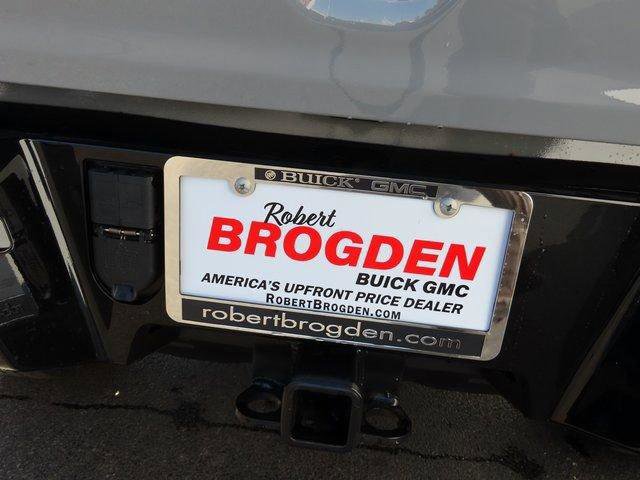 BUICK GMC
Robert
BROGDEN
BUICK GMC
AMERICA'S UPFRONT PRICE DEALER
ROBERTBROGDEN.COM
robertbrogden.com